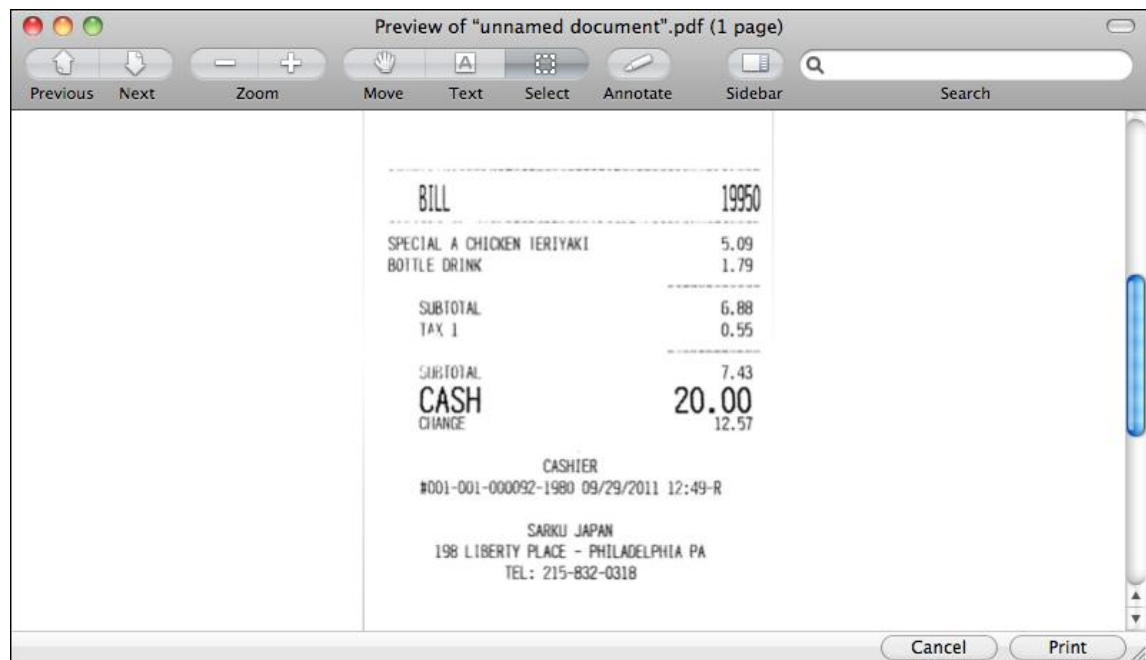 Preview of “unnamed document”.pdf (1 page)
Previous Next Zoom Move Text Select Annotate Sidebar Search
BILL 19950
SPECIAL A CHICKEN TERIYAKI 5.09
BOTTLE DRINK 1.79
SUBTOTAL 6.88
TAX 1 0.55
SUBTOTAL 7.43
CASH 20.00
CHANGE 12.57
CASHIER
#001-001-000092-1980 09/29/2011 12:49-R
SARKU JAPAN
198 LIBERTY PLACE - PHILADELPHIA PA
TEL: 215-832-0318
Cancel Print